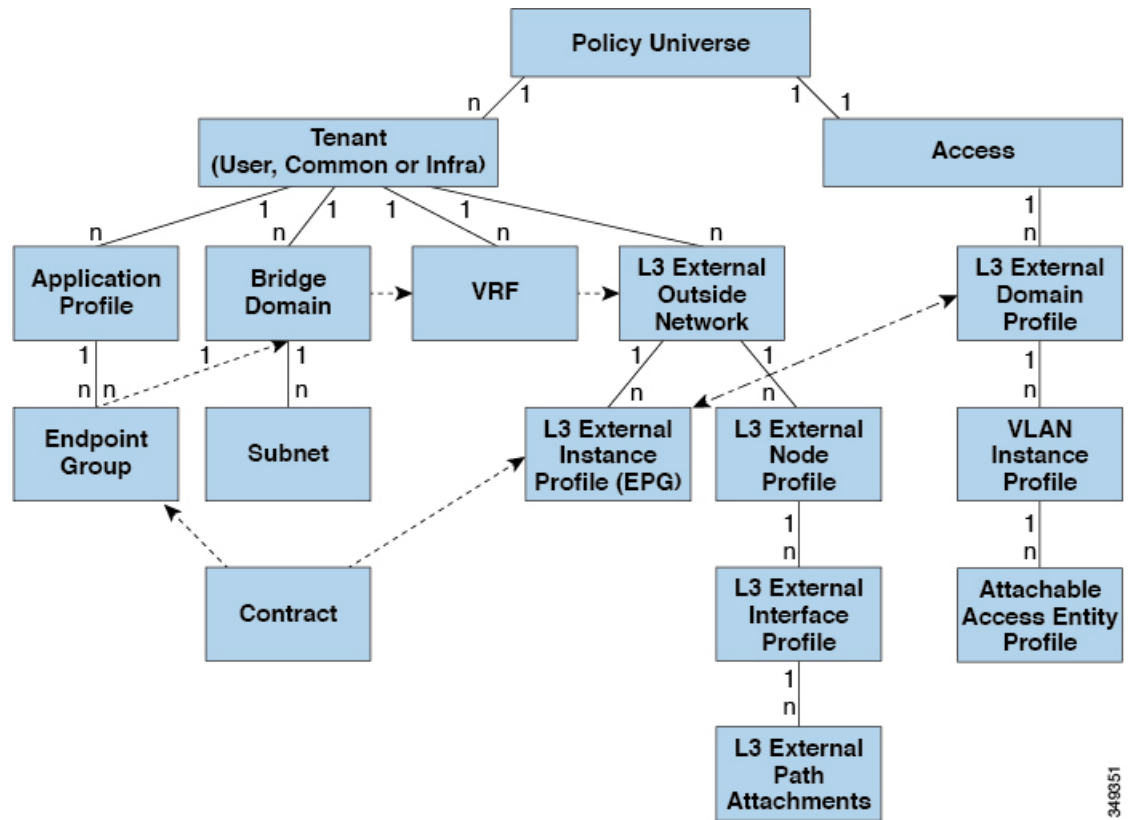 Policy Universe
n
1
1
1
Tenant
(User, Common or Infra)
Access
1
1
1
1
1
n
n
n
n
n
Application
Profile
Bridge
Domain
VRF
L3 External
Outside
Network
L3 External
Domain
Profile
1
1
1
1
1
1
n
n
n
n
n
n
Endpoint
Group
Subnet
L3 External
Instance
Profile (EPG)
L3 External
Node
Profile
VLAN
Instance
Profile
1
1
n
n
Contract
L3 External
Interface
Profile
Attachable
Access Entity
Profile
1
n
L3 External
Path
Attachments
349351